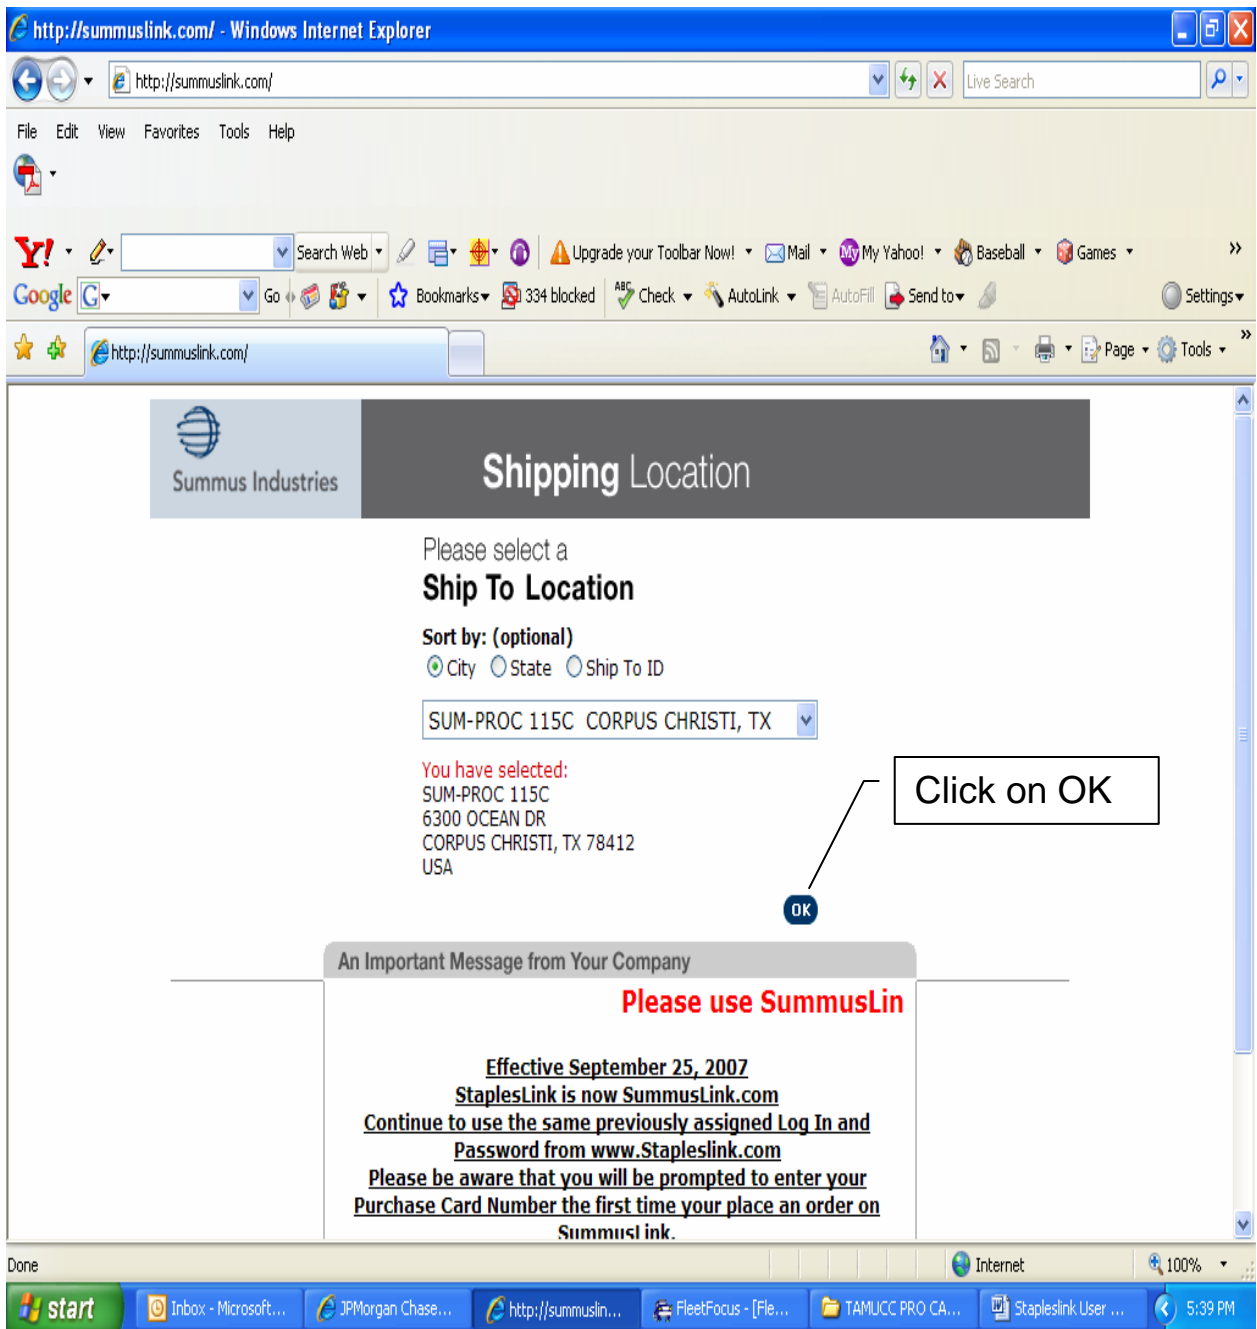 http://summuslink.com/ - Windows Internet Explorer
http://summuslink.com/
Live Search
File Edit View Favorites Tools Help
Y! Search Web Upgrade your Toolbar Now! Mail My Yahoo! Baseball Games »
Google G Go Bookmarks 334 blocked Check AutoLink AutoFill Send to Settings
http://summuslink.com/ Page Tools »
Summus Industries
Shipping Location
Please select a
Ship To Location
Sort by: (optional)
City State Ship To ID
SUM-PROC 115C CORPUS CHRISTI, TX
You have selected:
SUM-PROC 115C
6300 OCEAN DR
CORPUS CHRISTI, TX 78412
USA
Click on OK
OK
An Important Message from Your Company
Please use SummusLin
Effective September 25, 2007
StaplesLink is now SummusLink.com
Continue to use the same previously assigned Log In and
Password from www.Stapleslink.com
Please be aware that you will be prompted to enter your
Purchase Card Number the first time your place an order on
SummusLink.
Done Internet 100%
start Inbox - Microsoft... JPMorgan Chase... http://summuslin... FleetFocus - [Fle... TAMUCC PRO CA... Stapleslink User ... 5:39 PM